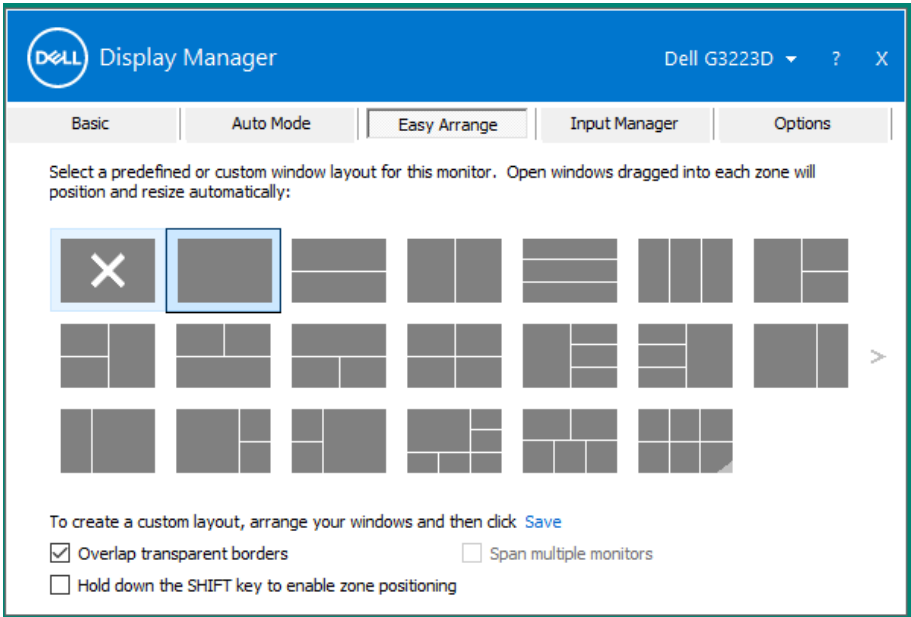 DELL Display Manager
Dell G3223D ? X
Basic Auto Mode Easy Arrange Input Manager Options
Select a predefined or custom window layout for this monitor.  Open windows dragged into each zone will
position and resize automatically:
>
To create a custom layout, arrange your windows and then click Save
Overlap transparent borders Span multiple monitors
Hold down the SHIFT key to enable zone positioning